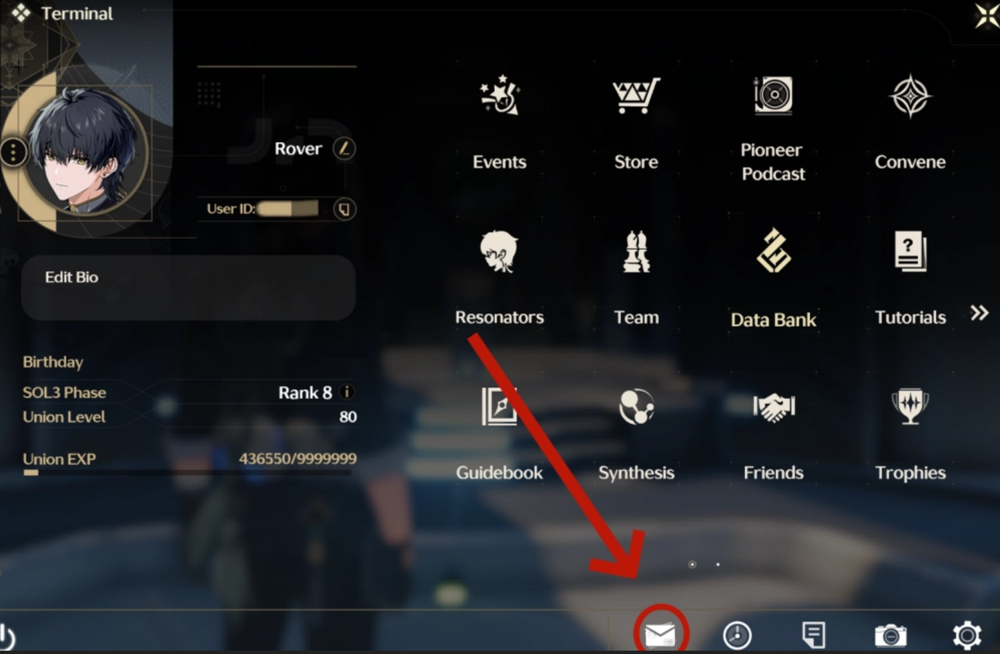 Terminal
Rover
User ID:
Edit Bio
Birthday
SOL3 Phase
Rank 8
Union Level
80
Union EXP
436550/9999999
Events
Store
Pioneer
Podcast
Convene
Resonators
Team
Data Bank
Tutorials
Guidebook
Synthesis
Friends
Trophies